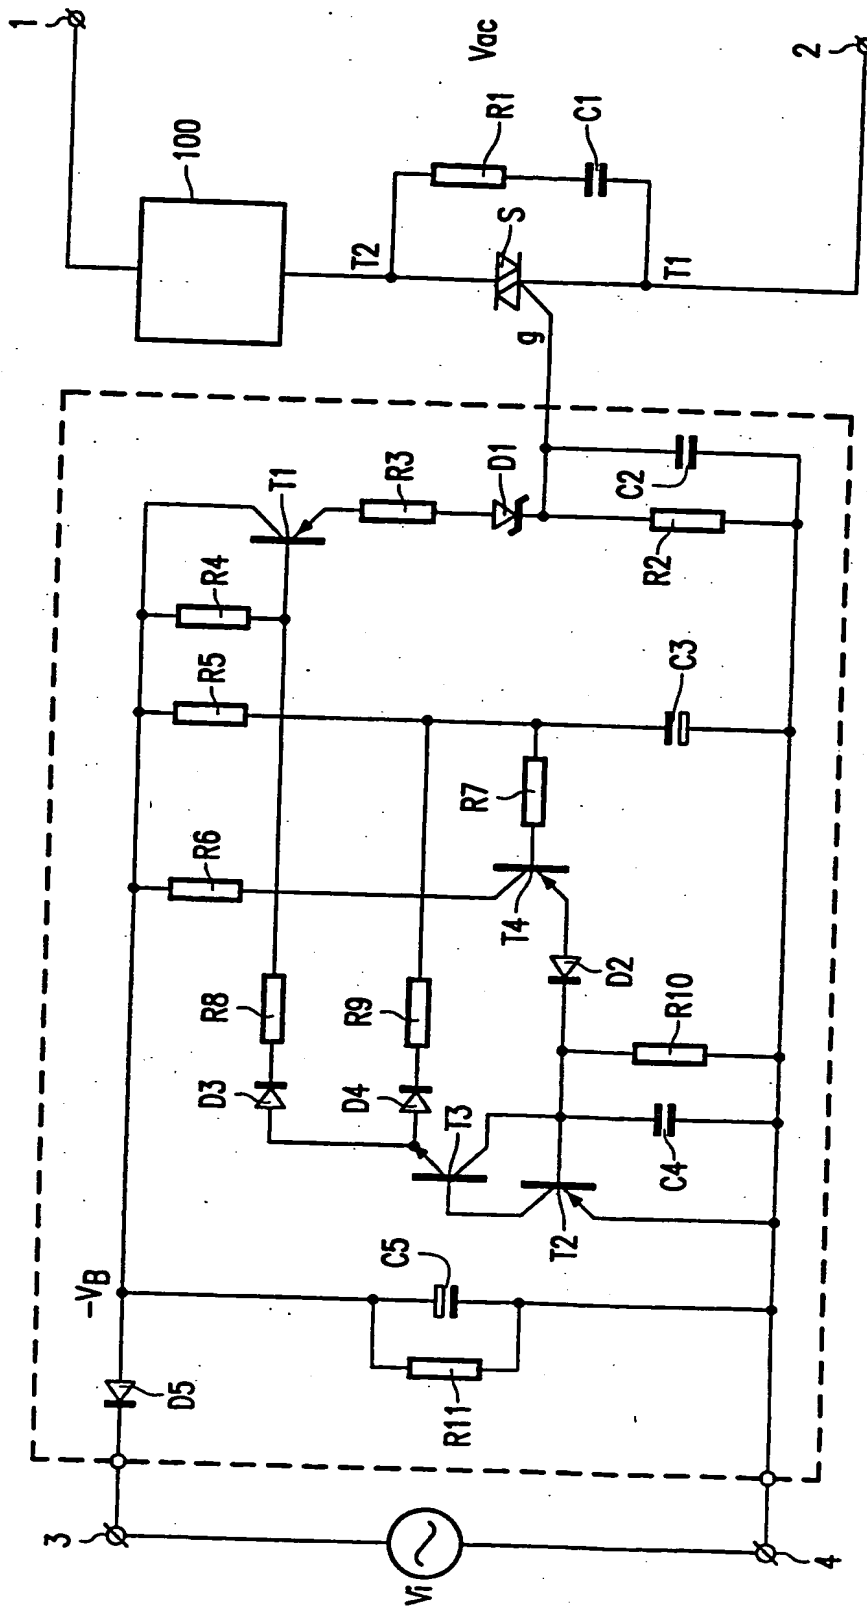 1
100
Vac
R1
C1
S
T2
T1
g
2
T1
R3
D1
C2
R2
R4
R5
C3
R6
R7
T4
D2
R8
R9
R10
D3
D4
T3
C4
T2
-VB
C5
D5
R11
3
Vi
4